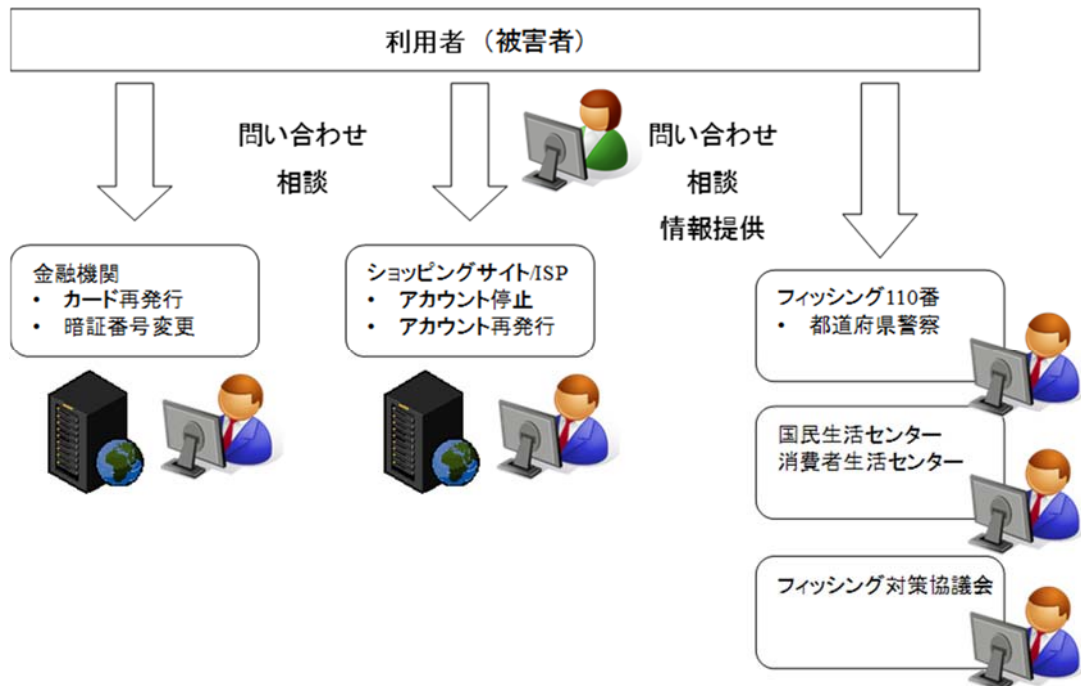 利用者（被害者）
問い合わせ
相談
問い合わせ
相談
情報提供
金融機関
• カード再発行
• 暗証番号変更
ショッピングサイト/ISP
• アカウント停止
• アカウント再発行
フィッシング110番
• 都道府県警察
国民生活センター
消費者生活センター
フィッシング対策協議会